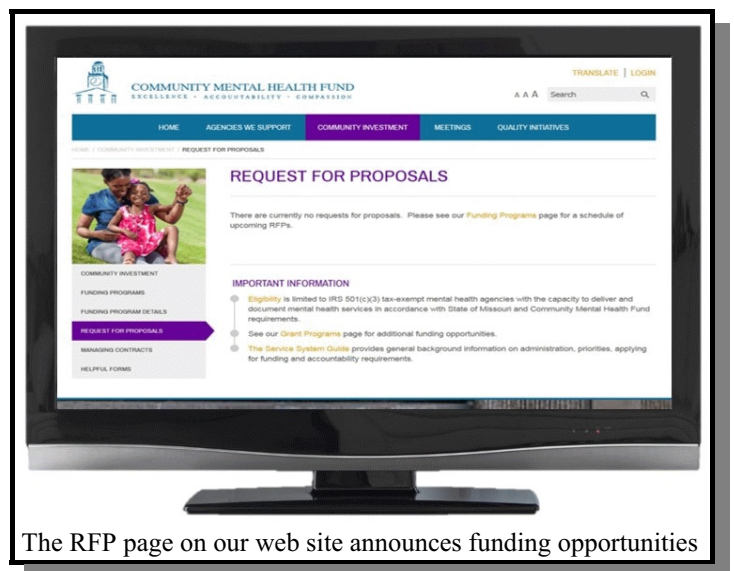 TRANSLATE | LOGIN
COMMUNITY MENTAL HEALTH FUND
EXCELLENCE • ACCOUNTABILITY • COMPASSION
A A A Search
HOME AGENCIES WE SUPPORT COMMUNITY INVESTMENT MEETINGS QUALITY INITIATIVES
HOME / COMMUNITY INVESTMENT / REQUEST FOR PROPOSALS
REQUEST FOR PROPOSALS
There are currently no requests for proposals. Please see our Funding Programs page for a schedule of
upcoming RFPs.
COMMUNITY INVESTMENT
FUNDING PROGRAMS
FUNDING PROGRAM DETAILS
REQUEST FOR PROPOSALS
MANAGING CONTRACTS
HELPFUL FORMS
IMPORTANT INFORMATION
Eligibility is limited to IRS 501(c)(3) tax-exempt mental health agencies with the capacity to deliver and
document mental health services in accordance with State of Missouri and Community Mental Health Fund
requirements.
See our Grant Programs page for additional funding opportunities.
The Service System Guide provides general background information on administration, priorities, applying
for funding and accountability requirements.
The RFP page on our web site announces funding opportunities